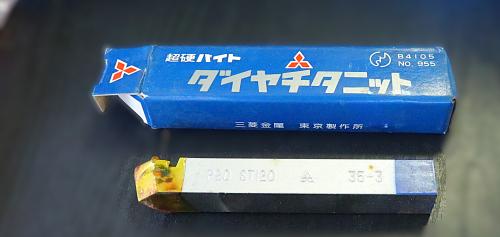 超硬バイト
B4105
NO. 955
ダイヤチタニット
三菱金属 東京製作所
P20 STi20 35-3